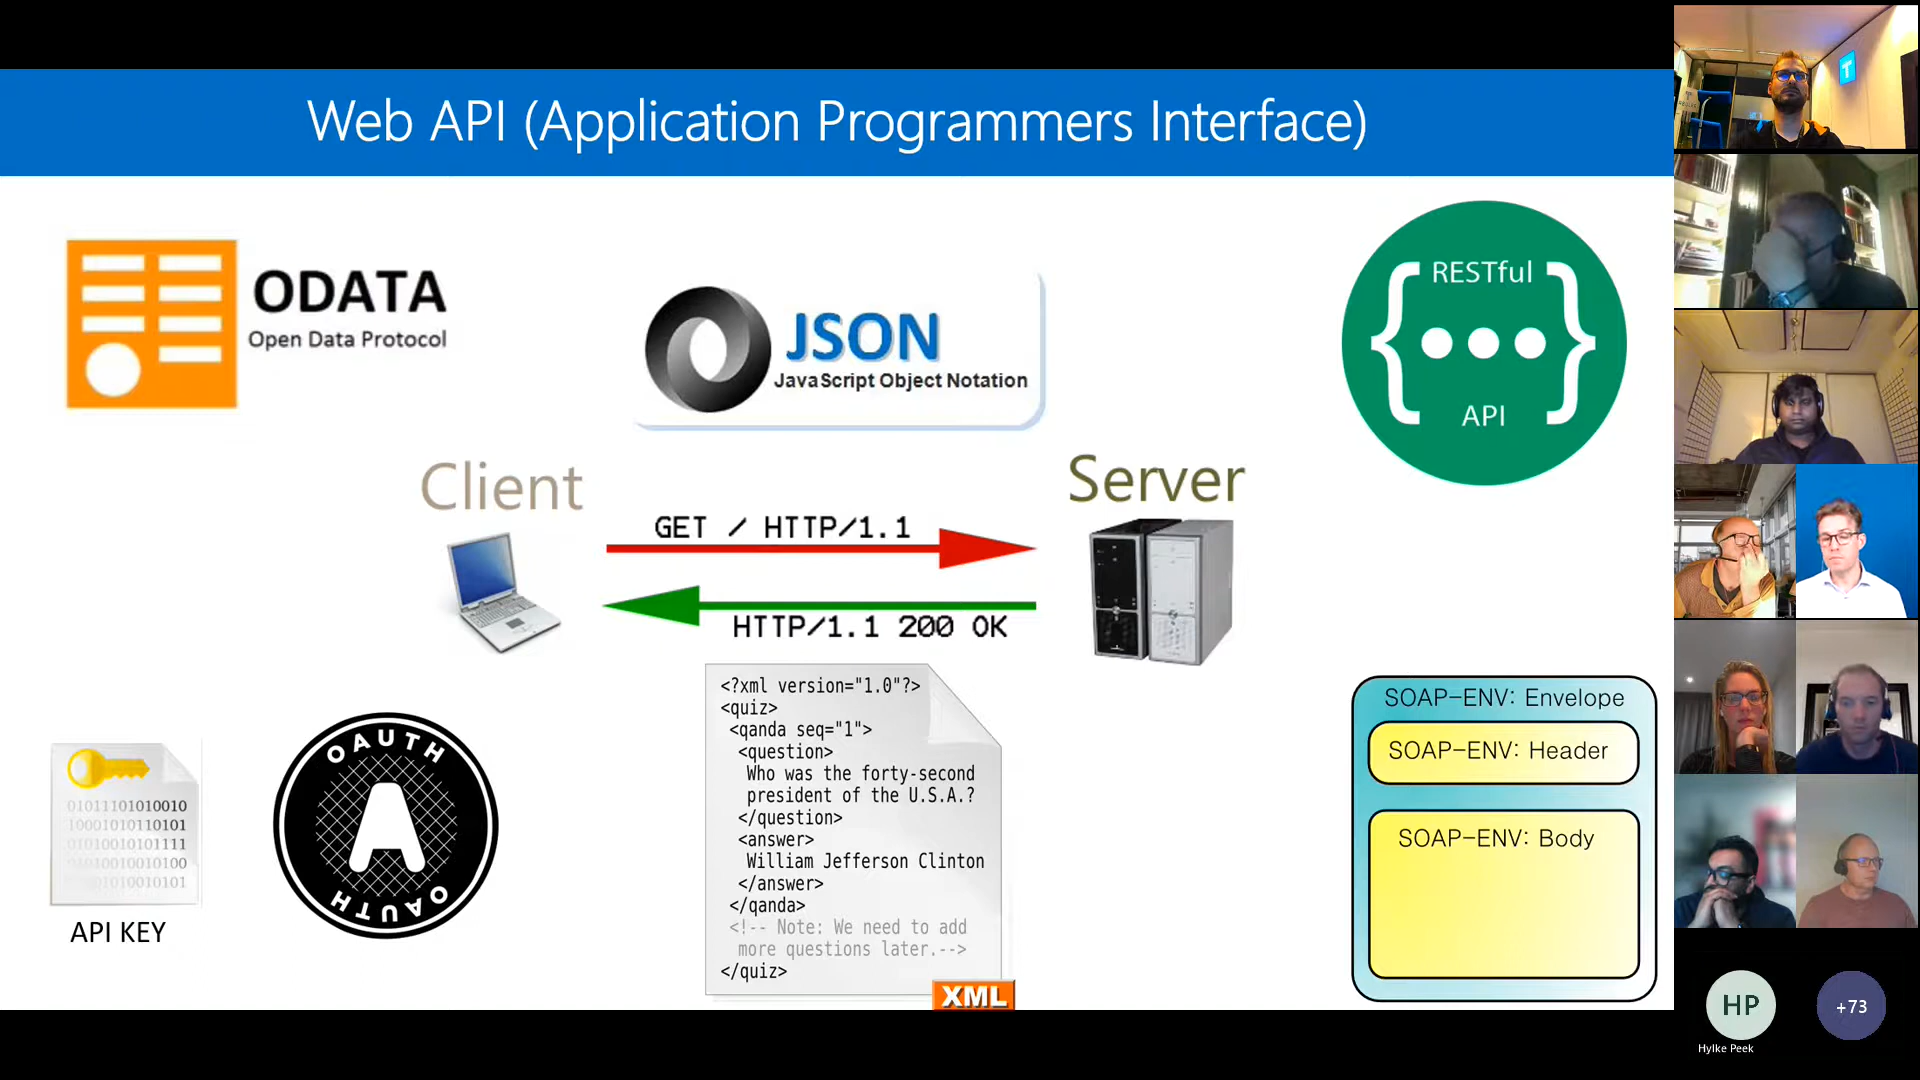 Web API (Application Programmers Interface)
ODATA
Open Data Protocol
JSON
JavaScript Object Notation
RESTful
API
Client
Server
GET / HTTP/1.1
HTTP/1.1 200 OK
<?xml version="1.0"?>
<quiz>
<qanda seq="1">
<question>
Who was the forty-second
president of the U.S.A.?
</question>
<answer>
William Jefferson Clinton
</answer>
</qanda>
<!-- Note: We need to add
more questions later.-->
</quiz>
XML
01011101010010
10001010110101
API KEY
OAUTH
OAUTH
SOAP-ENV: Envelope
SOAP-ENV: Header
SOAP-ENV: Body
T
HP
Hylke Peek
+73